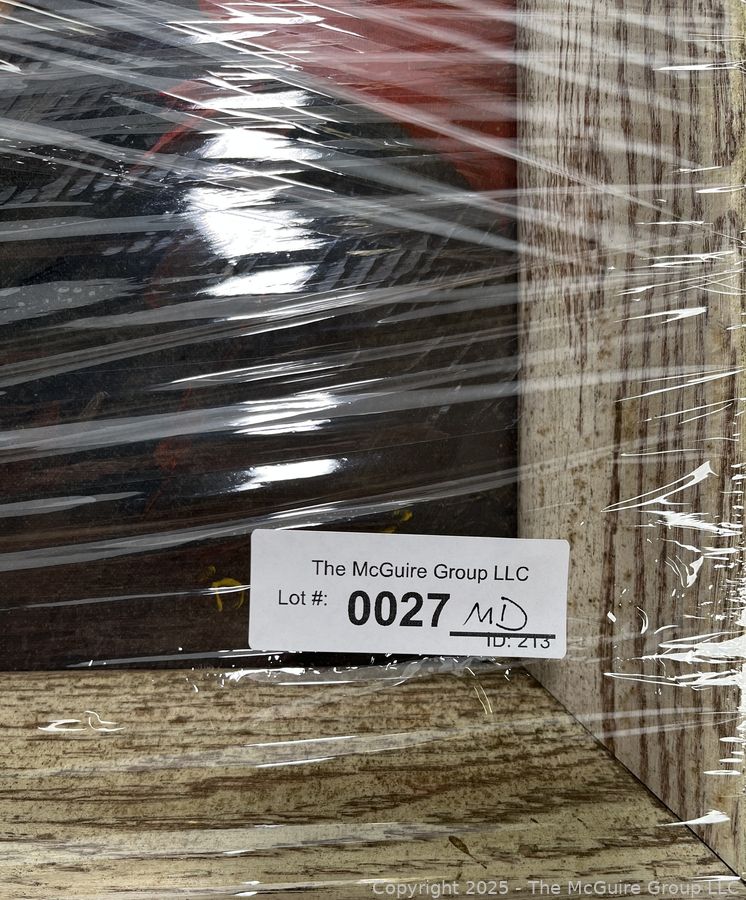 The McGuire Group LLC
Lot #: 0027 MD
ID: 213
Copyright 2025 - The McGuire Group LLC